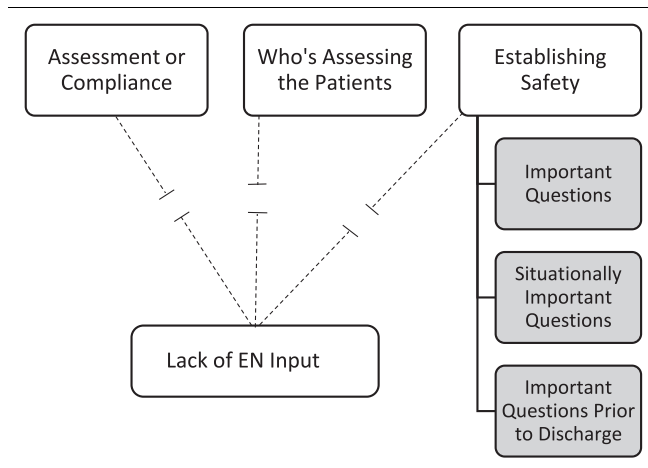 Assessment or
Compliance
Who's Assessing
the Patients
Establishing
Safety
Important
Questions
Situationally
Important
Questions
Important
Questions Prior
to Discharge
Lack of EN Input